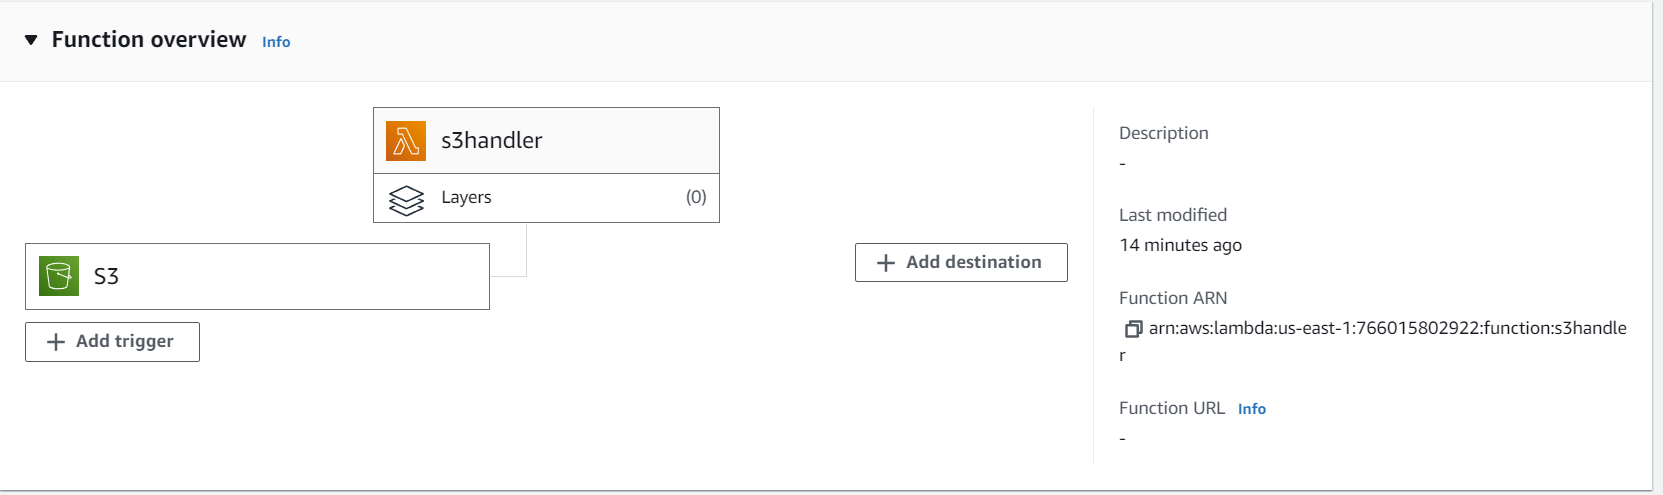 Function overview Info
s3handler
Layers (0)
S3
+ Add trigger
+ Add destination
Description
-
Last modified
14 minutes ago
Function ARN
arn:aws:lambda:us-east-1:766015802922:function:s3handle
r
Function URL Info
-